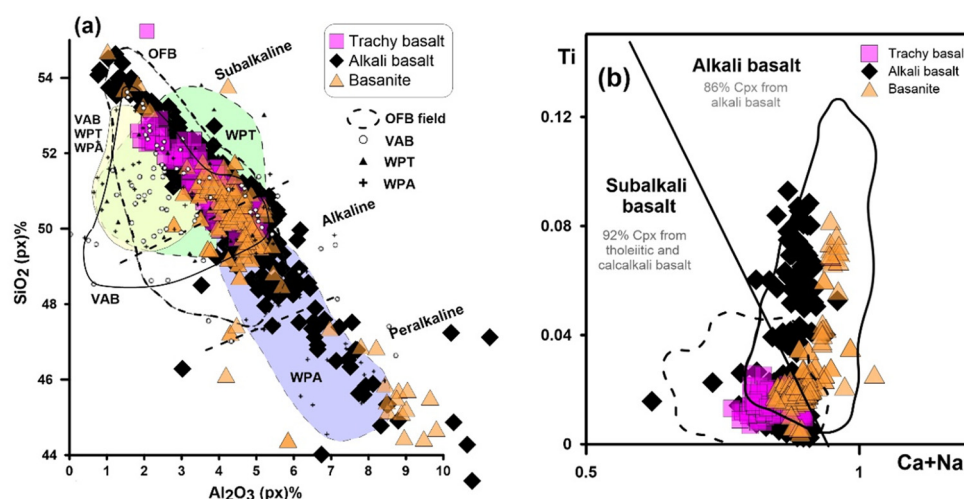 (a)
OFB
Subalkaline
Trachy basalt
Alkali basalt
Basanite
OFB field
VAB
WPT
WPA
VAB
WPT
WPA
WPT
Alkaline
VAB
Peralkaline
WPA
54
52
50
48
46
44
0 1 2 3 4 5 6 7 8 9 10
SiO₂ (px)%
Al₂O₃ (px)%
Ti
(b)
Alkali basalt
86% Cpx from
alkali basalt
Trachy basalt
Alkali basalt
Basanite
Subalkali
basalt
92% Cpx from
tholeiitic and
calcalkali basalt
0.12
0.08
0.04
0
0.5 1
Ca+Na